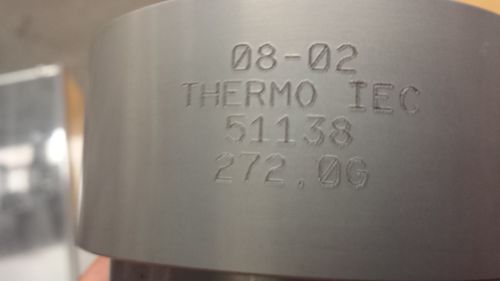 08-02
THERMO IEC
51138
272.0G